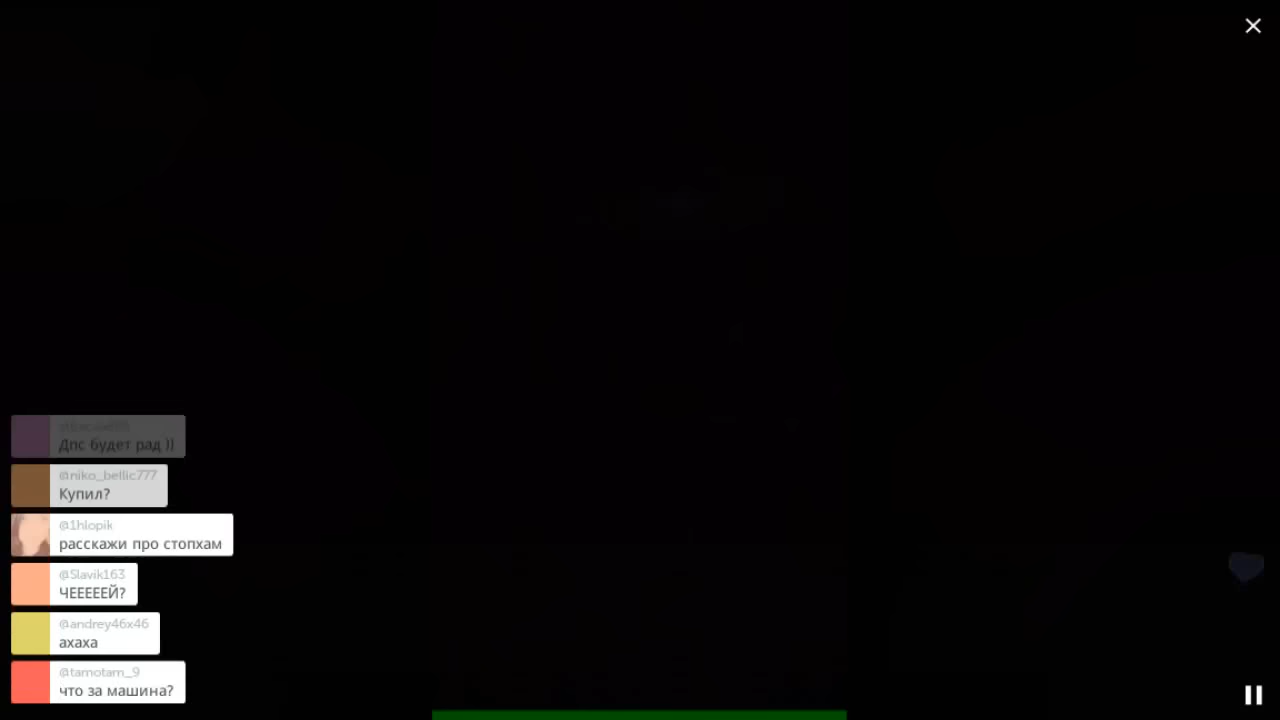 Дпс будет рад ))
@niko_bellic777
Купил?
@1hlopik
расскажи про стопхам
@Slavik163
ЧЕЕЕЕЕЙ?
@andrey46x46
ахаха
@tamotam_9
что за машина?